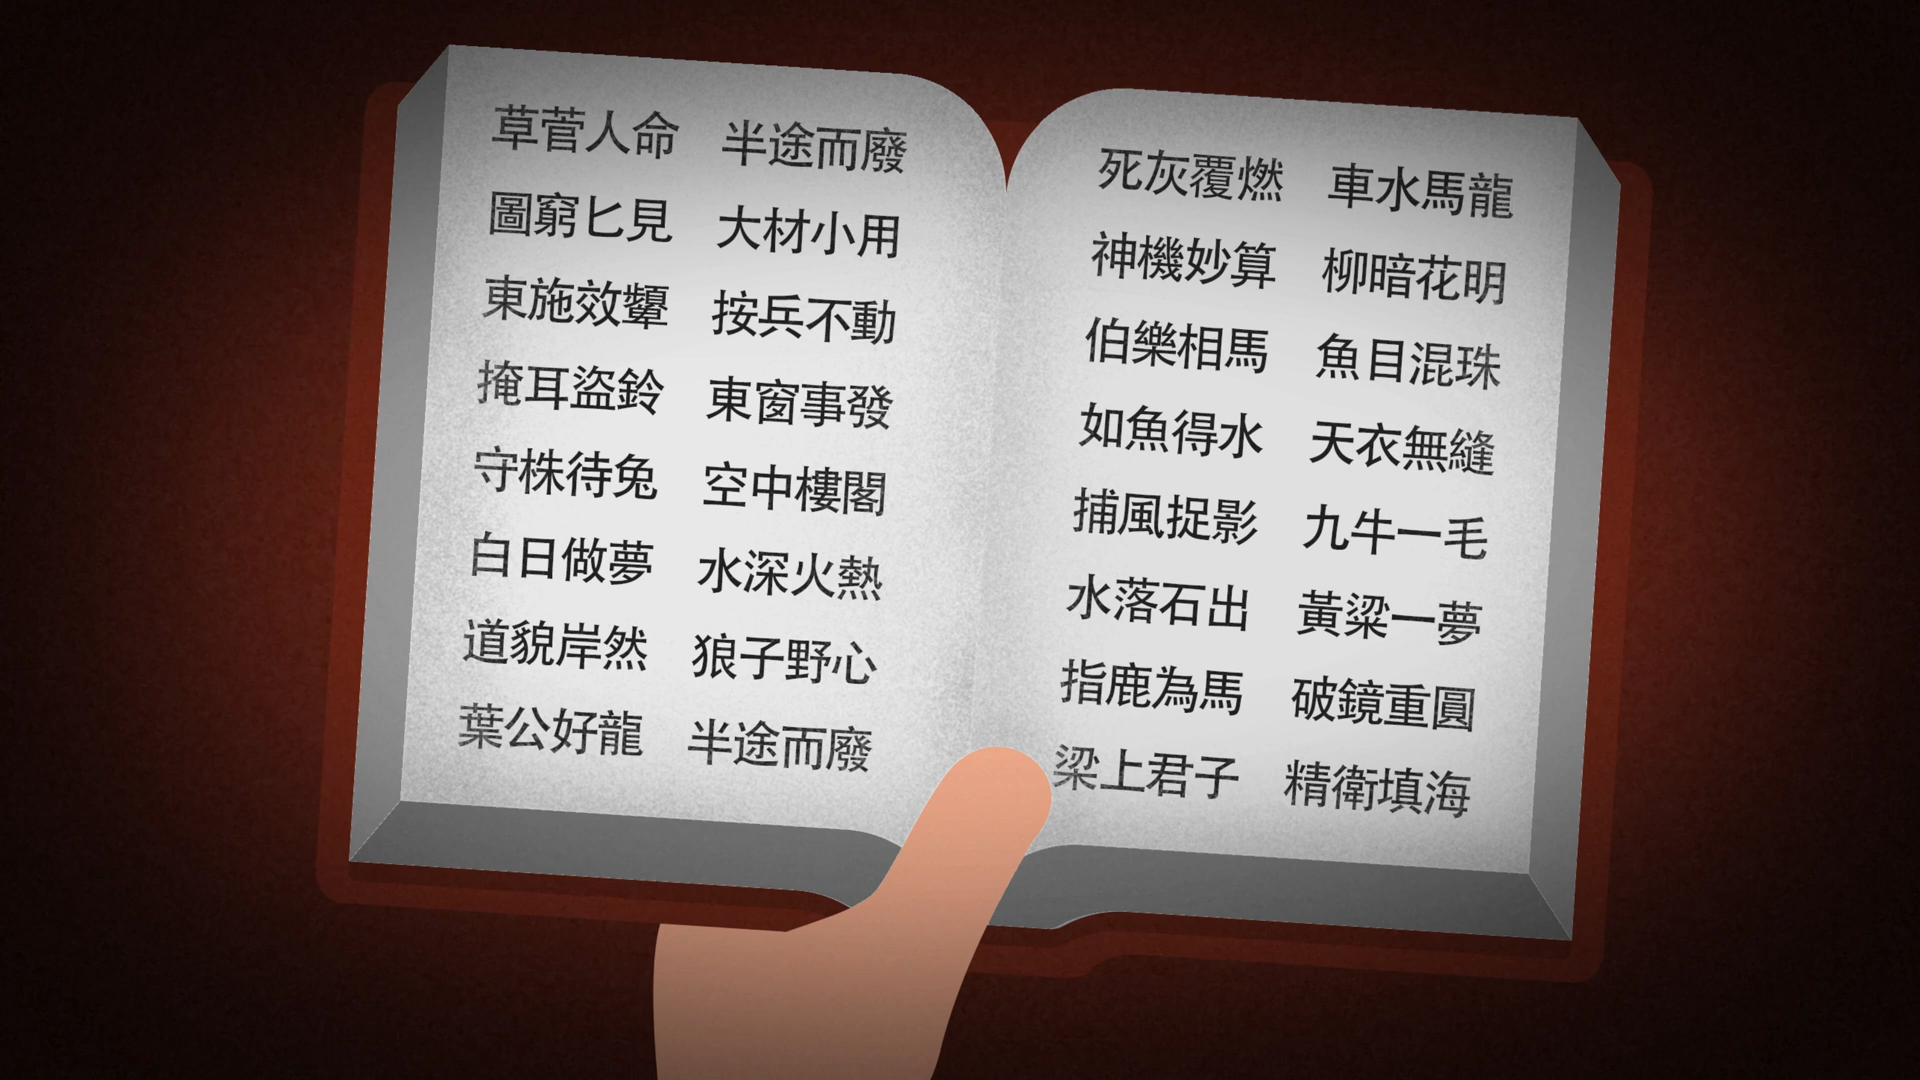 草菅人命 半途而廢
圖窮匕見 大材小用
東施效顰 按兵不動
掩耳盜鈴 東窗事發
守株待兔 空中樓閣
白日做夢 水深火熱
道貌岸然 狼子野心
葉公好龍 半途而廢
死灰覆燃 車水馬龍
神機妙算 柳暗花明
伯樂相馬 魚目混珠
如魚得水 天衣無縫
捕風捉影 九牛一毛
水落石出 黃粱一夢
指鹿為馬 破鏡重圓
梁上君子 精衛填海